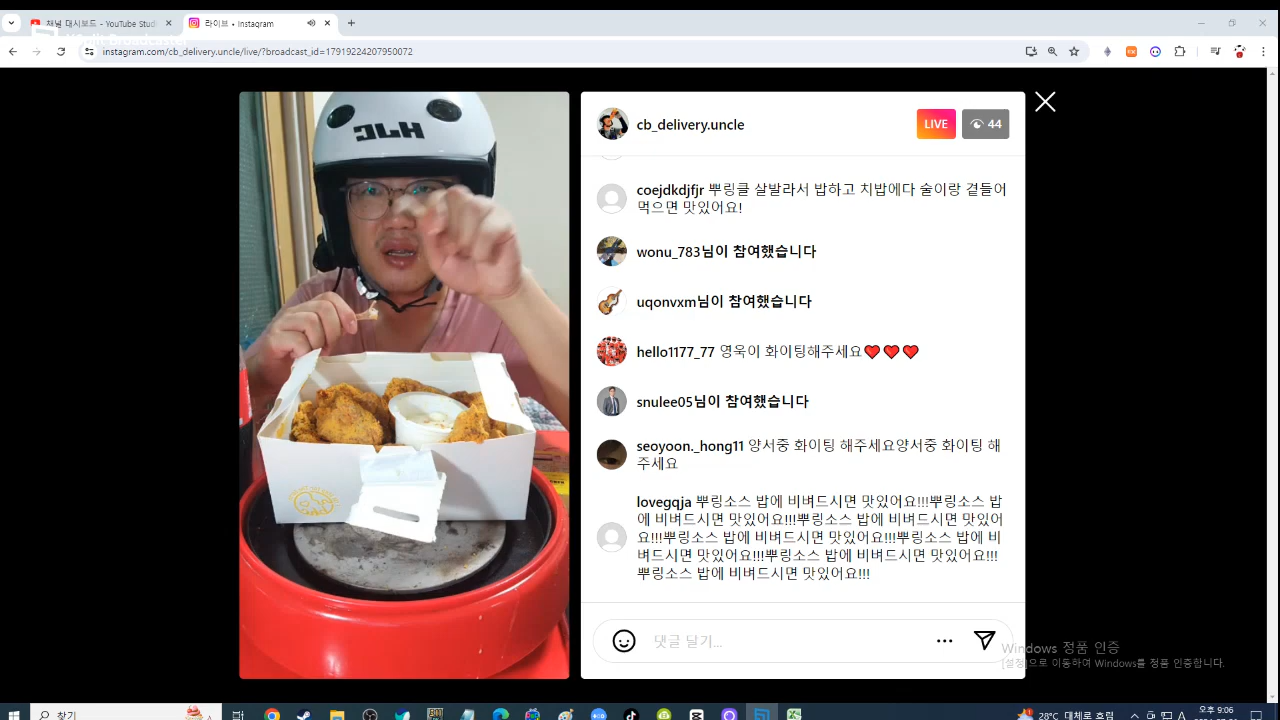 채널 대시보드 - YouTube Stud
라이브 • Instagram
XSplit Broadcaster
instagram.com/cb_delivery.uncle/live/?broadcast_id=17919224207950072
HJC
cb_delivery.uncle
LIVE
44
coejdkdjfjr 뿌링클 살발라서 밥하고 치밥에다 술이랑 곁들어
먹으면 맛있어요!
wonu_783님이 참여했습니다
uqonvxm님이 참여했습니다
hello1177_77 영욱이 화이팅해주세요❤️❤️❤️
snulee05님이 참여했습니다
seoyoon._hong11 양서중 화이팅 해주세요양서중 화이팅 해
주세요
lovegqja 뿌링소스 밥에 비벼드시면 맛있어요!!!뿌링소스 밥
에 비벼드시면 맛있어요!!!뿌링소스 밥에 비벼드시면 맛있어
요!!!뿌링소스 밥에 비벼드시면 맛있어요!!!뿌링소스 밥에 비
벼드시면 맛있어요!!!뿌링소스 밥에 비벼드시면 맛있어요!!!
뿌링소스 밥에 비벼드시면 맛있어요!!!
댓글 달기...
Windows 정품 인증
[설정]으로 이동하여 Windows를 정품 인증합니다.
찾기
28°C 대체로 흐림
A
오후 9:06